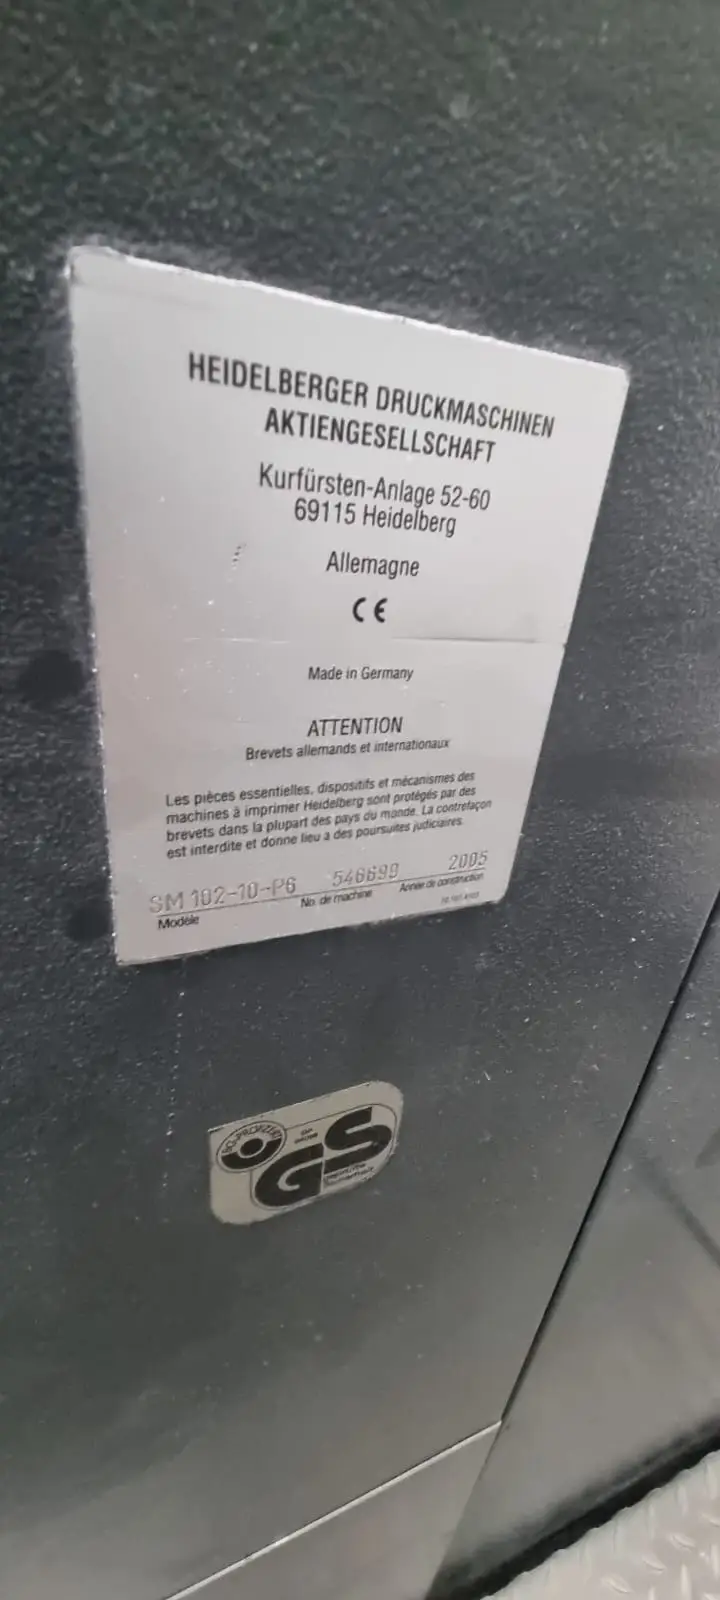 HEIDELBERGER DRUCKMASCHINEN
AKTIENGESELLSCHAFT
Kurfürsten-Anlage 52-60
69115 Heidelberg
Allemagne
CE
Made in Germany
ATTENTION
Brevets allemands et internationaux
Les pièces essentielles, dispositifs et mécanismes des
machines à imprimer Heidelberg sont protégés par des
brevets dans la plupart des pays du monde. La contrefaçon
est interdite et donne lieu a des poursuites judiciaires.
SM 102-10-P6 546699 2005
Modèle No. de machine Année de construction
GS
geprüfte
Sicherheit